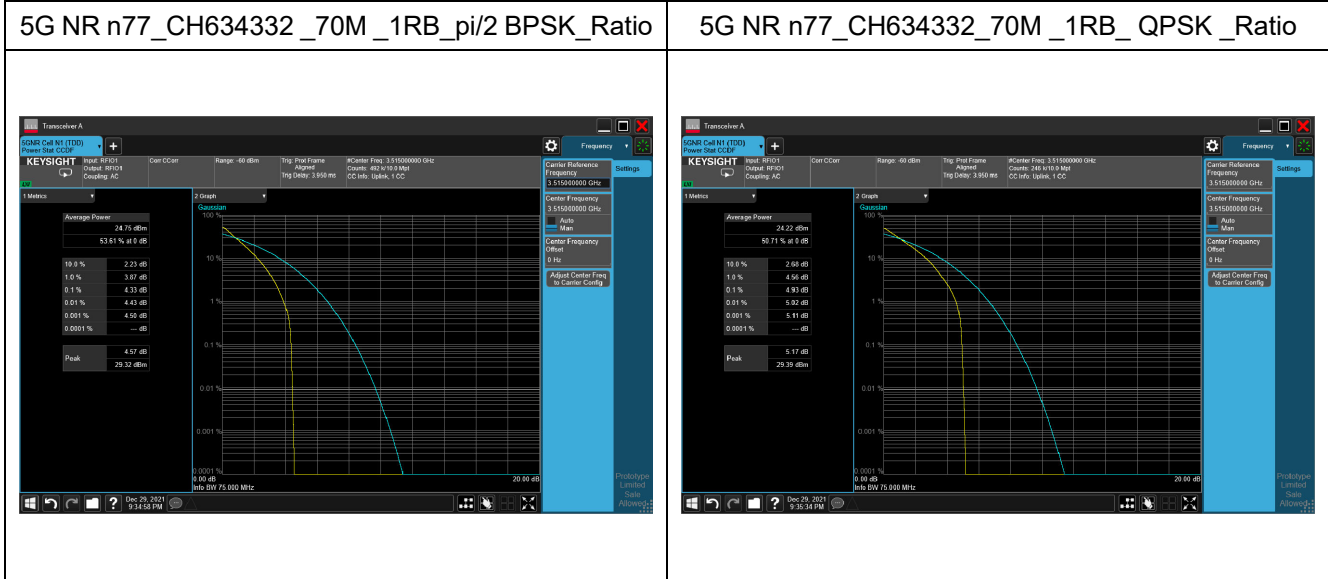 5G NR n77_CH634332 _70M _1RB_pi/2 BPSK_Ratio
Transceiver A
5GNR Cell N1 (TDD)
Power Stat CCDF
Frequency
KEYSIGHT
Input: RFIO1
Output: RFIO1
Coupling: AC
Corr CCorr
Range: -60 dBm
Trig: Prot Frame
Aligned
Trig Delay: 3.950 ms
#Center Freq: 3.515000000 GHz
Counts: 492 k/10.0 Mpt
CC Info: Uplink, 1 CC
Carrier Reference
Frequency
3.515000000 GHz
Settings
Center Frequency
3.515000000 GHz
Auto
Man
Center Frequency
Offset
0 Hz
Adjust Center Freq
to Carrier Config
1 Metrics
Average Power
24.75 dBm
53.61 % at 0 dB
10.0 % 2.23 dB
1.0 % 3.87 dB
0.1 % 4.33 dB
0.01 % 4.43 dB
0.001 % 4.50 dB
0.0001 % --- dB
Peak
4.57 dB
29.32 dBm
2 Graph
Gaussian
100 %
10 %
1 %
0.1 %
0.01 %
0.001 %
0.0001 %
0.00 dB
20.00 dB
Info BW 75.000 MHz
Dec 29, 2021
9:34:58 PM
Prototype
Limited
Sale
Allowed
5G NR n77_CH634332_70M _1RB_ QPSK _Ratio
Transceiver A
5GNR Cell N1 (TDD)
Power Stat CCDF
Frequency
KEYSIGHT
Input: RFIO1
Output: RFIO1
Coupling: AC
Corr CCorr
Range: -60 dBm
Trig: Prot Frame
Aligned
Trig Delay: 3.950 ms
#Center Freq: 3.515000000 GHz
Counts: 248 k/10.0 Mpt
CC Info: Uplink, 1 CC
Carrier Reference
Frequency
3.515000000 GHz
Settings
Center Frequency
3.515000000 GHz
Auto
Man
Center Frequency
Offset
0 Hz
Adjust Center Freq
to Carrier Config
1 Metrics
Average Power
24.22 dBm
50.71 % at 0 dB
10.0 % 2.68 dB
1.0 % 4.56 dB
0.1 % 4.93 dB
0.01 % 5.02 dB
0.001 % 5.11 dB
0.0001 % --- dB
Peak
5.17 dB
29.39 dBm
2 Graph
Gaussian
100 %
10 %
1 %
0.1 %
0.01 %
0.001 %
0.0001 %
0.00 dB
20.00 dB
Info BW 75.000 MHz
Dec 29, 2021
9:35:34 PM
Prototype
Limited
Sale
Allowed